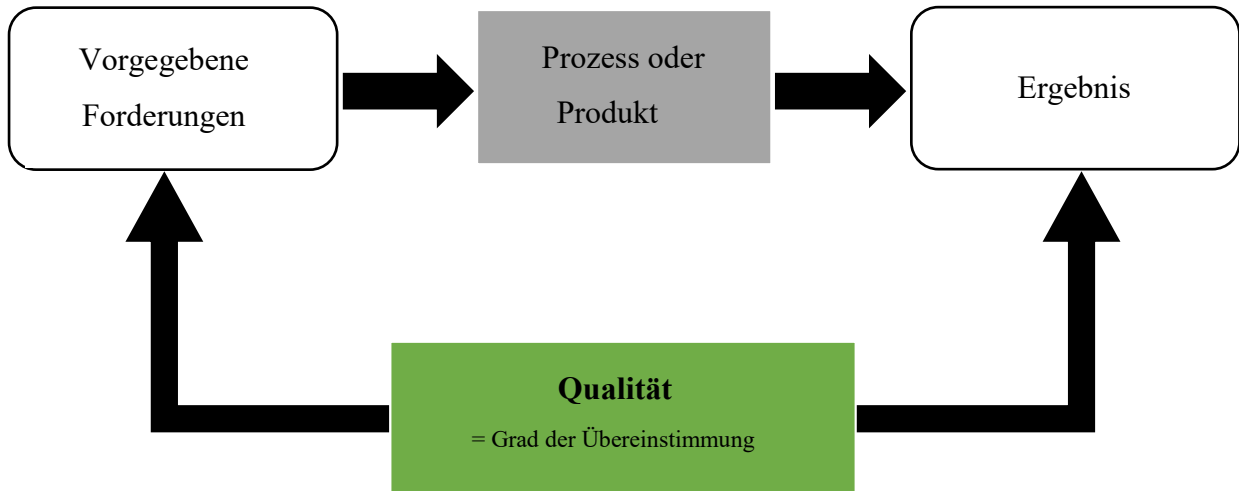 Vorgegebene
Forderungen
Prozess oder
Produkt
Ergebnis
Qualität
= Grad der Übereinstimmung